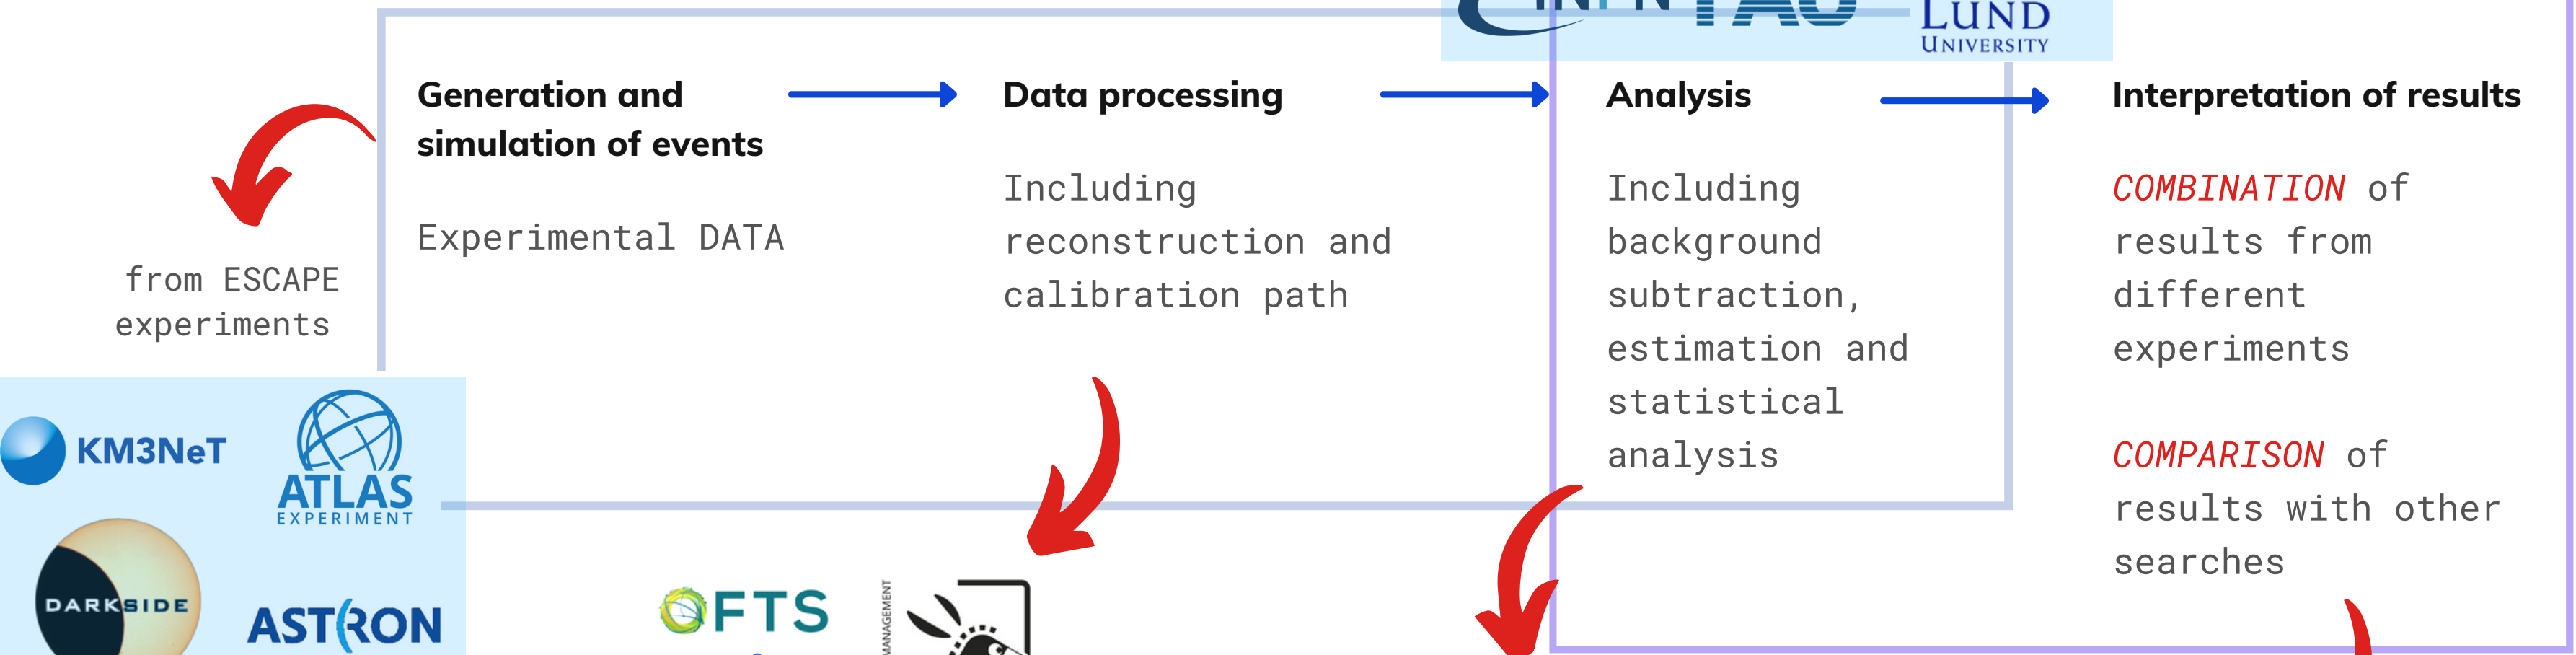 LUND
UNIVERSITY
Generation and
simulation of events
Experimental DATA
from ESCAPE
experiments
Data processing
Including
reconstruction and
calibration path
Analysis
Including
background
subtraction,
estimation and
statistical
analysis
Interpretation of results
COMBINATION of
results from
different
experiments
COMPARISON of
results with other
searches
KM3NeT
ATLAS
EXPERIMENT
DARKSIDE
ASTRON
FTS
MANAGEMENT